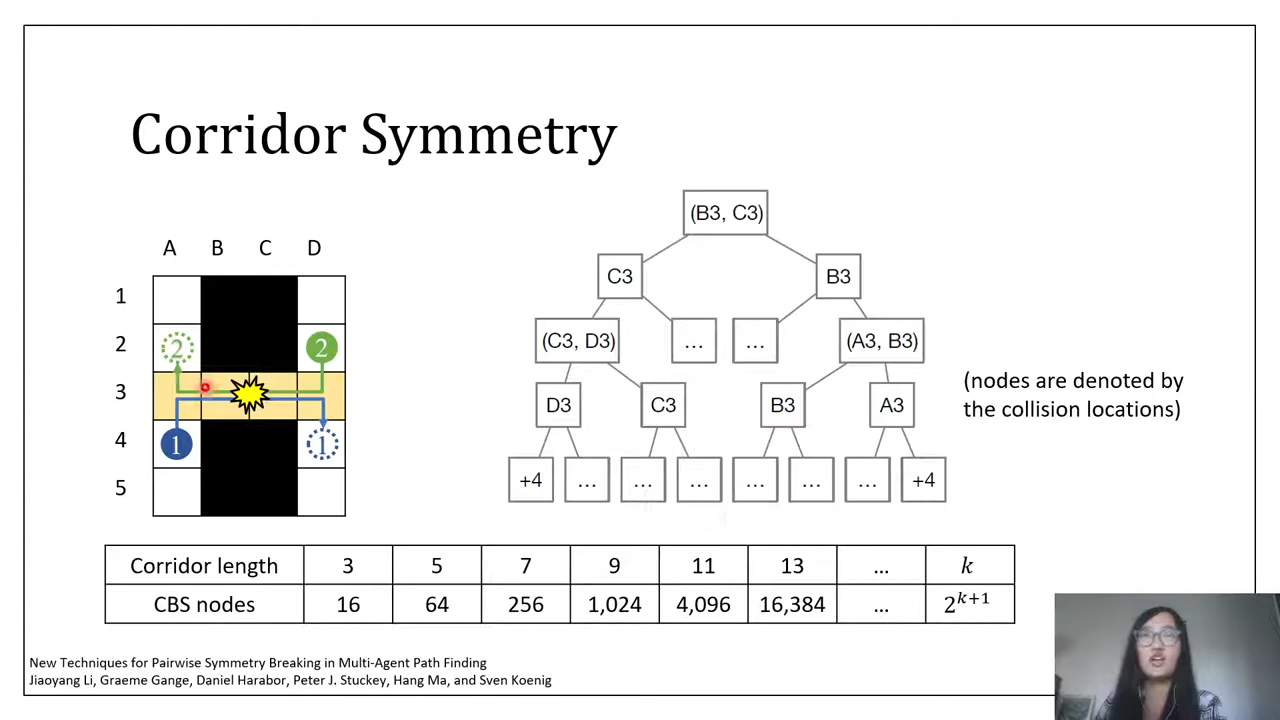 Corridor Symmetry
A B C D
1
2
3
4
5
2 2
1 1
(B3, C3)
C3 B3
(C3, D3) ... ... (A3, B3)
D3 C3 B3 A3
+4 ... ... ... ... ... ... +4
(nodes are denoted by
the collision locations)
Corridor length 3 5 7 9 11 13 ... k
CBS nodes 16 64 256 1,024 4,096 16,384 ... 2^{k+1}
New Techniques for Pairwise Symmetry Breaking in Multi-Agent Path Finding
Jiaoyang Li, Graeme Gange, Daniel Harabor, Peter J. Stuckey, Hang Ma, and Sven Koenig